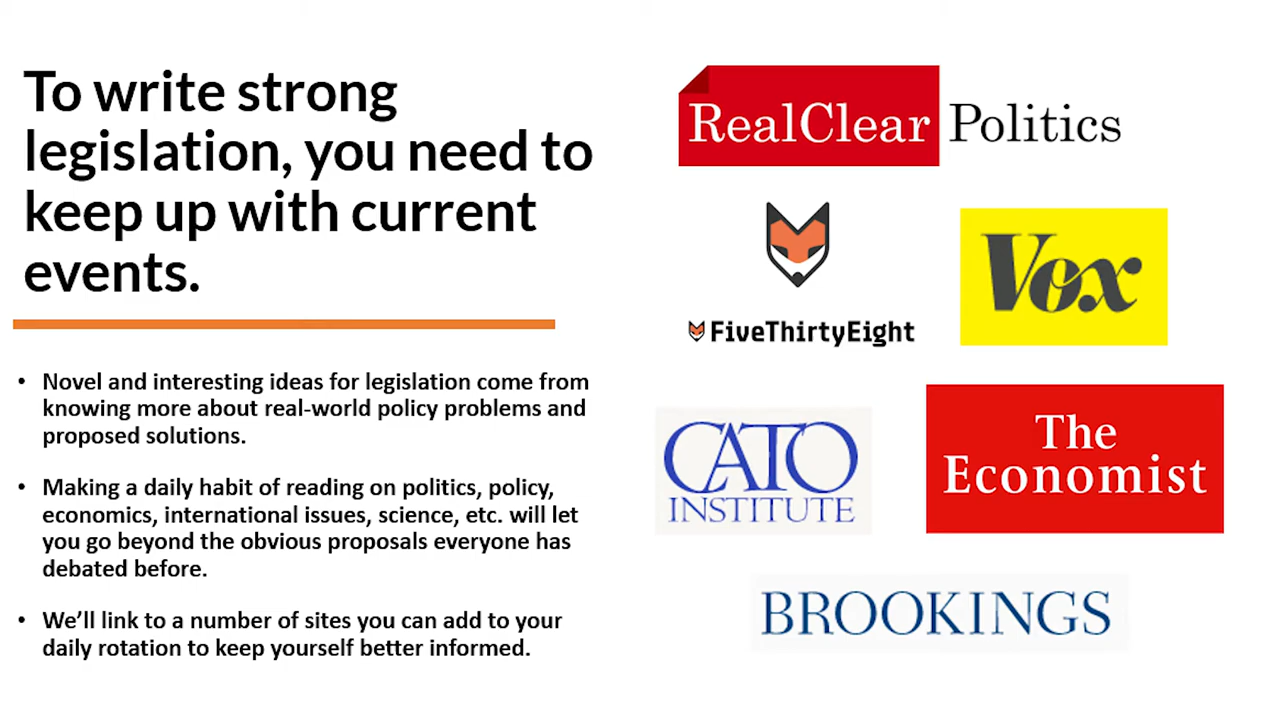 To write strong
legislation, you need to
keep up with current
events.
• Novel and interesting ideas for legislation come from
knowing more about real-world policy problems and
proposed solutions.
• Making a daily habit of reading on politics, policy,
economics, international issues, science, etc. will let
you go beyond the obvious proposals everyone has
debated before.
• We’ll link to a number of sites you can add to your
daily rotation to keep yourself better informed.
RealClear Politics
FiveThirtyEight
Vox
CATO
INSTITUTE
The
Economist
BROOKINGS